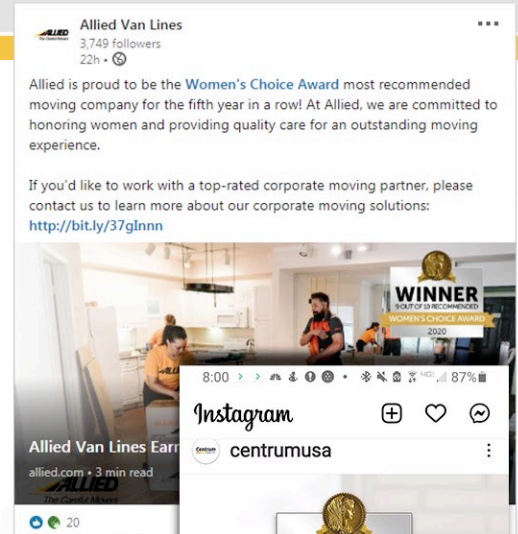 ALLIED
The Careful Movers
Allied Van Lines
3,749 followers
22h •
Allied is proud to be the Women's Choice Award most recommended
moving company for the fifth year in a row! At Allied, we are committed to
honoring women and providing quality care for an outstanding moving
experience.
If you'd like to work with a top-rated corporate moving partner, please
contact us to learn more about our corporate moving solutions:
http://bit.ly/37gInnn
WINNER
9 OUT OF 10 RECOMMENDED
WOMEN'S CHOICE AWARD
2020
8:00 87%
Instagram
Centrum
centrumusa
Allied Van Lines Earn
allied.com • 3 min read
ALLIED
The Careful Movers
20